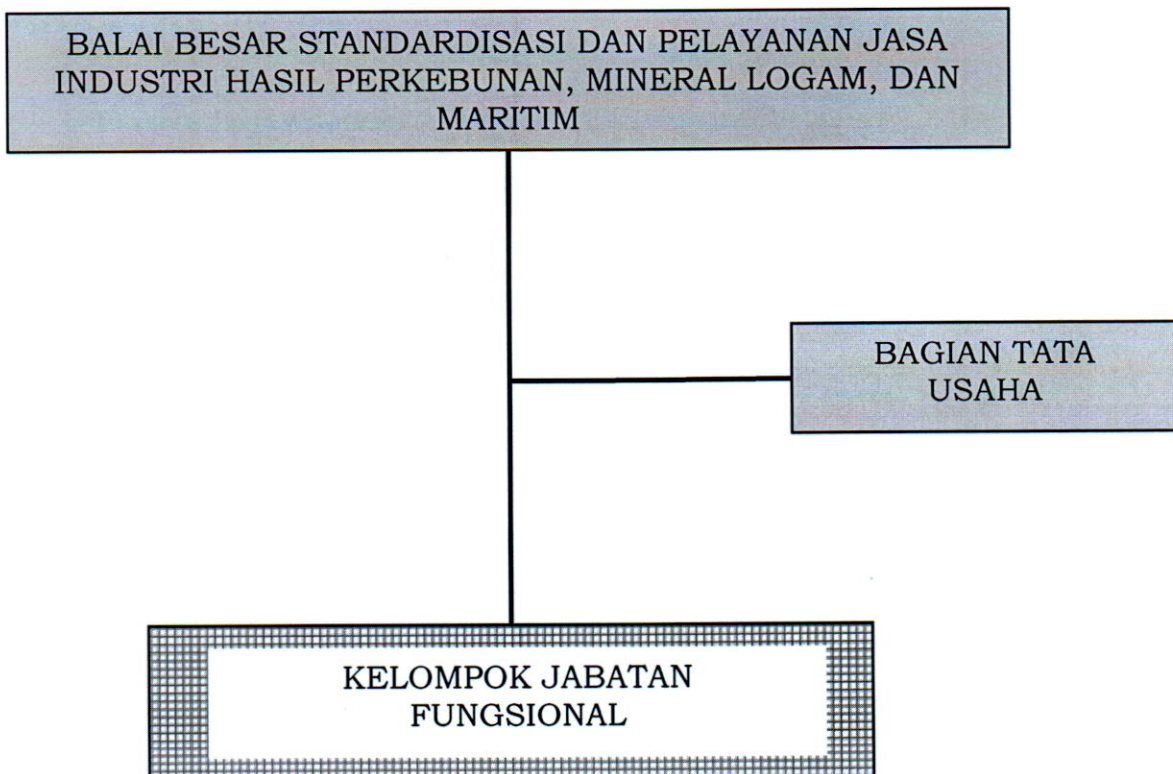 BALAI BESAR STANDARDISASI DAN PELAYANAN JASA
INDUSTRI HASIL PERKEBUNAN, MINERAL LOGAM, DAN
MARITIM
BAGIAN TATA
USAHA
KELOMPOK JABATAN
FUNGSIONAL